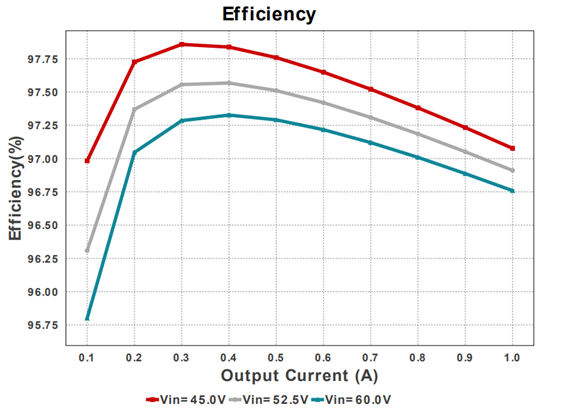 Efficiency
97.75
97.50
97.25
97.00
96.75
96.50
96.25
96.00
95.75
Efficiency(%)
0.1 0.2 0.3 0.4 0.5 0.6 0.7 0.8 0.9 1.0
Output Current (A)
Vin= 45.0V Vin= 52.5V Vin= 60.0V